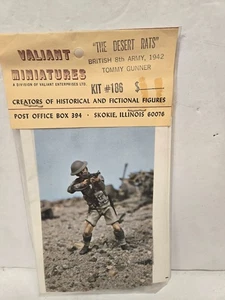 VALIANT
MINIATURES
A DIVISION OF VALIANT ENTERPRISES LTD.
"THE DESERT RATS"
BRITISH 8th ARMY, 1942
TOMMY GUNNER
KIT #186 $
CREATORS OF HISTORICAL AND FICTIONAL FIGURES
POST OFFICE BOX 394 - SKOKIE, ILLINOIS 60076